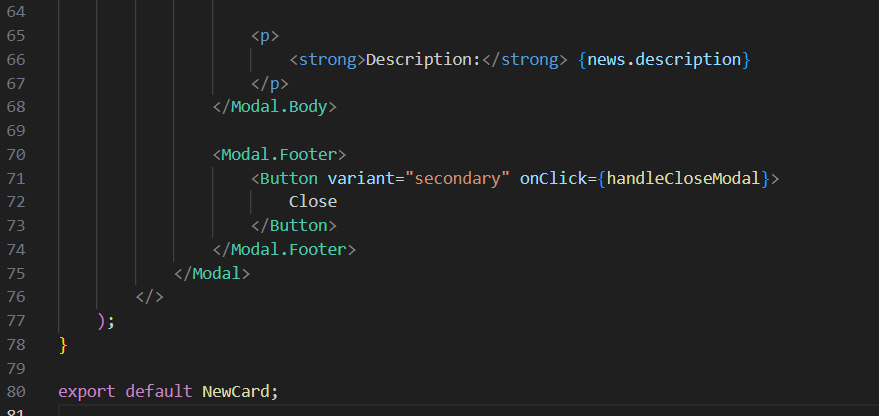 64
65 <p>
66 <strong>Description:</strong> {news.description}
67 </p>
68 </Modal.Body>
69
70 <Modal.Footer>
71 <Button variant="secondary" onClick={handleCloseModal}>
72 Close
73 </Button>
74 </Modal.Footer>
75 </Modal>
76 </>
77 );
78 }
79
80 export default NewCard;
81